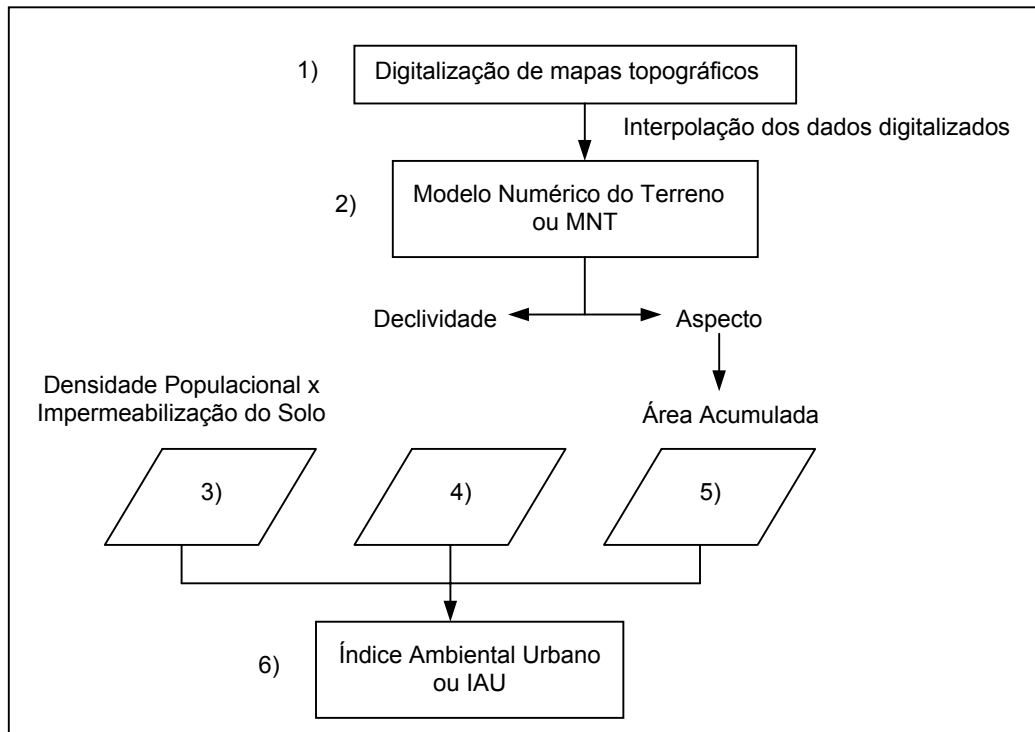 1)
Digitalização de mapas topográficos
Interpolação dos dados digitalizados
2)
Modelo Numérico do Terreno
ou MNT
Declividade
Aspecto
Densidade Populacional x
Impermeabilização do Solo
Área Acumulada
3)
4)
5)
6)
Índice Ambiental Urbano
ou IAU